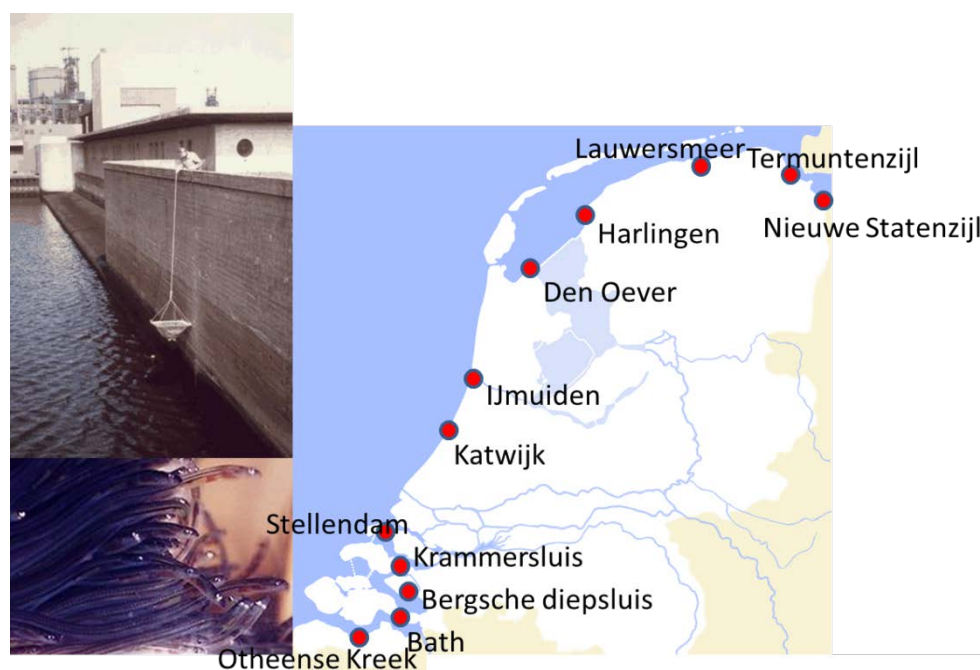 Lauwersmeer
Termuntenzijl
Nieuwe Statenzijl
Harlingen
Den Oever
IJmuiden
Katwijk
Stellendam
Krammersluis
Bergsche diepsluis
Bath
Otheense Kreek